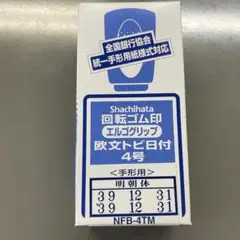 全国銀行協会
統一手形用紙様式対応
Shachihata
回転ゴム印
エルゴグリップ
欧文トビ日付
4号
＜手形用＞
明朝体
39 12 31
39 12 31
NFB-4TM